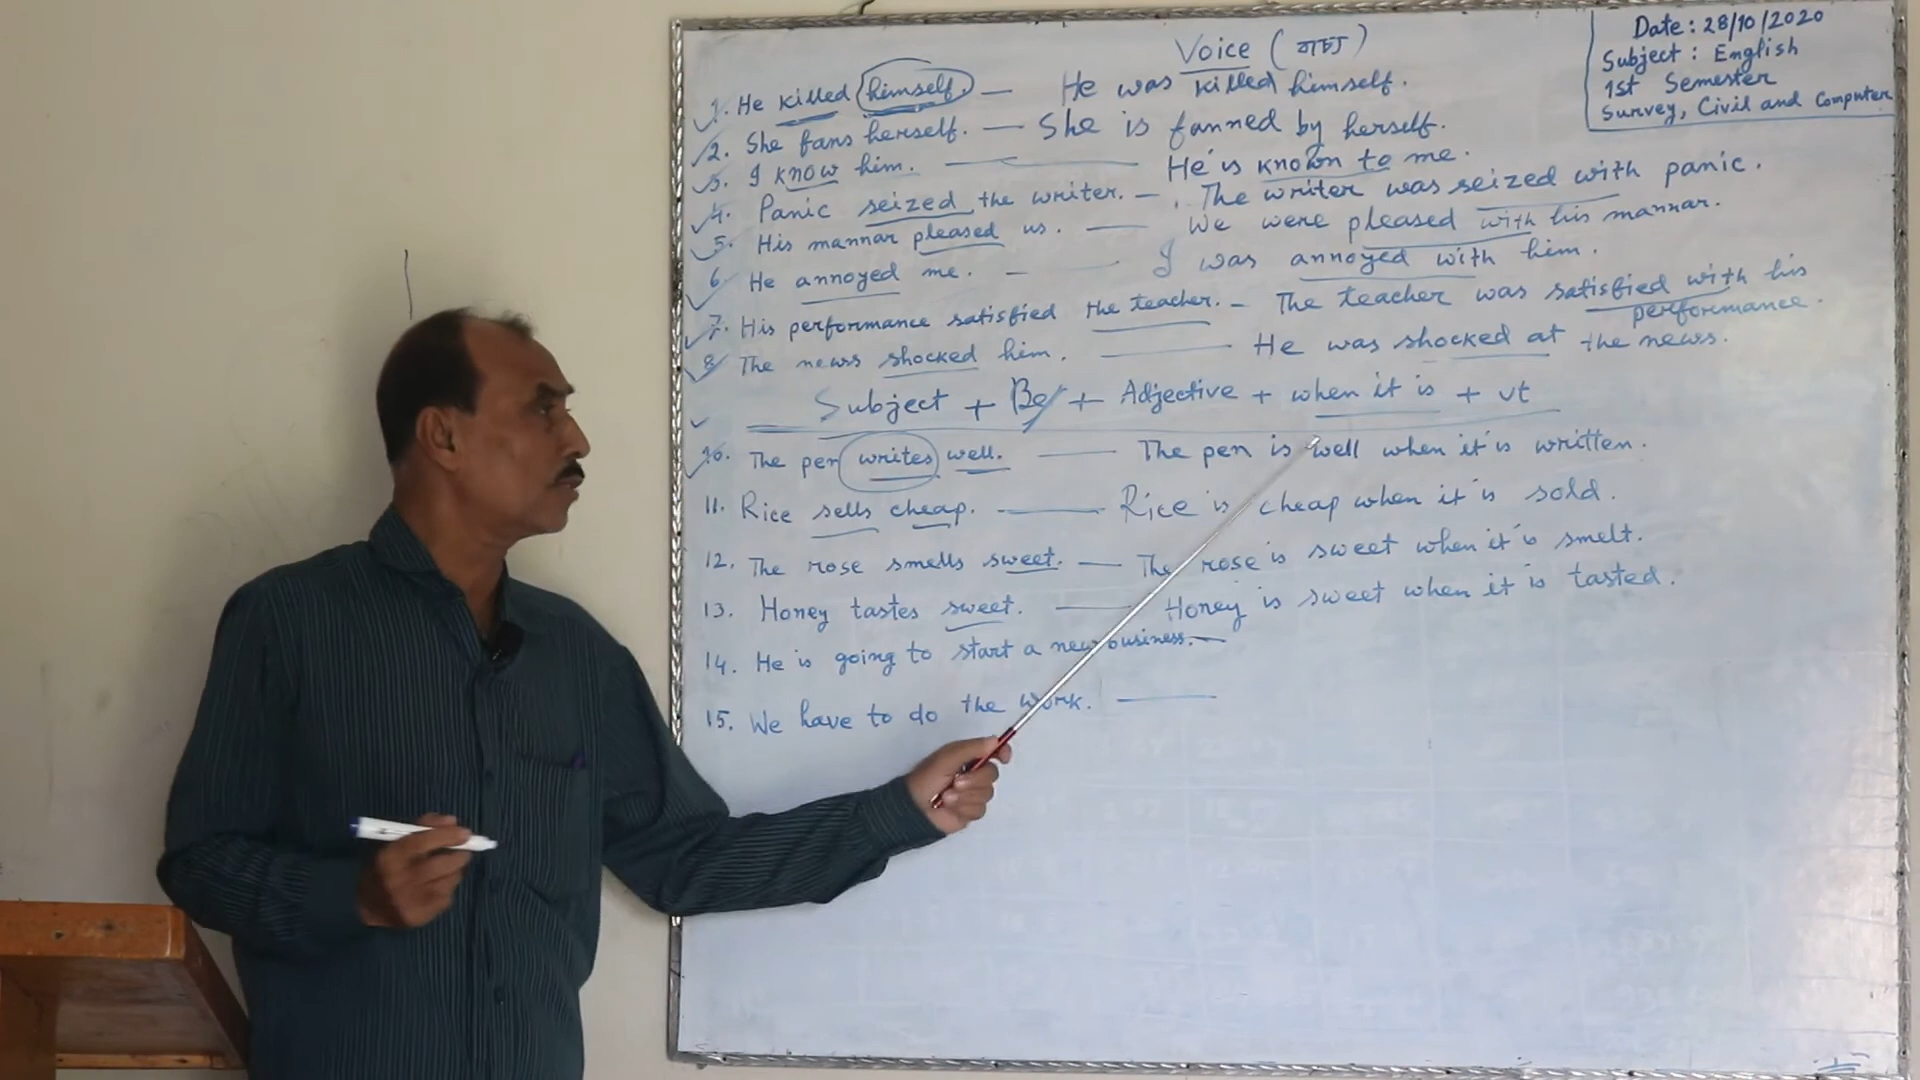 Voice (বাচ্য)
Date: 28/10/2020
Subject: English
1st Semester
Survey, Civil and Computer
1. He killed himself. — He was killed himself.
2. She fans herself. — She is fanned by herself.
3. I know him. — He is known to me.
4. Panic seized the writer. — The writer was seized with panic.
5. His mannar pleased us. — We were pleased with his mannar.
6 He annoyed me. — I was annoyed with him.
7. His performance satisfied the teacher. — The teacher was satisfied with his
performance.
8 The news shocked him. — He was shocked at the news.
Subject + Be + Adjective + when it is + vt
10. The pen writes well. — The pen is well when it is written.
11. Rice sells cheap. — Rice is cheap when it is sold.
12. The rose smells sweet. — The rose is sweet when it is smelt.
13. Honey tastes sweet. — Honey is sweet when it is tasted.
14. He is going to start a new business. —
15. We have to do the work. —